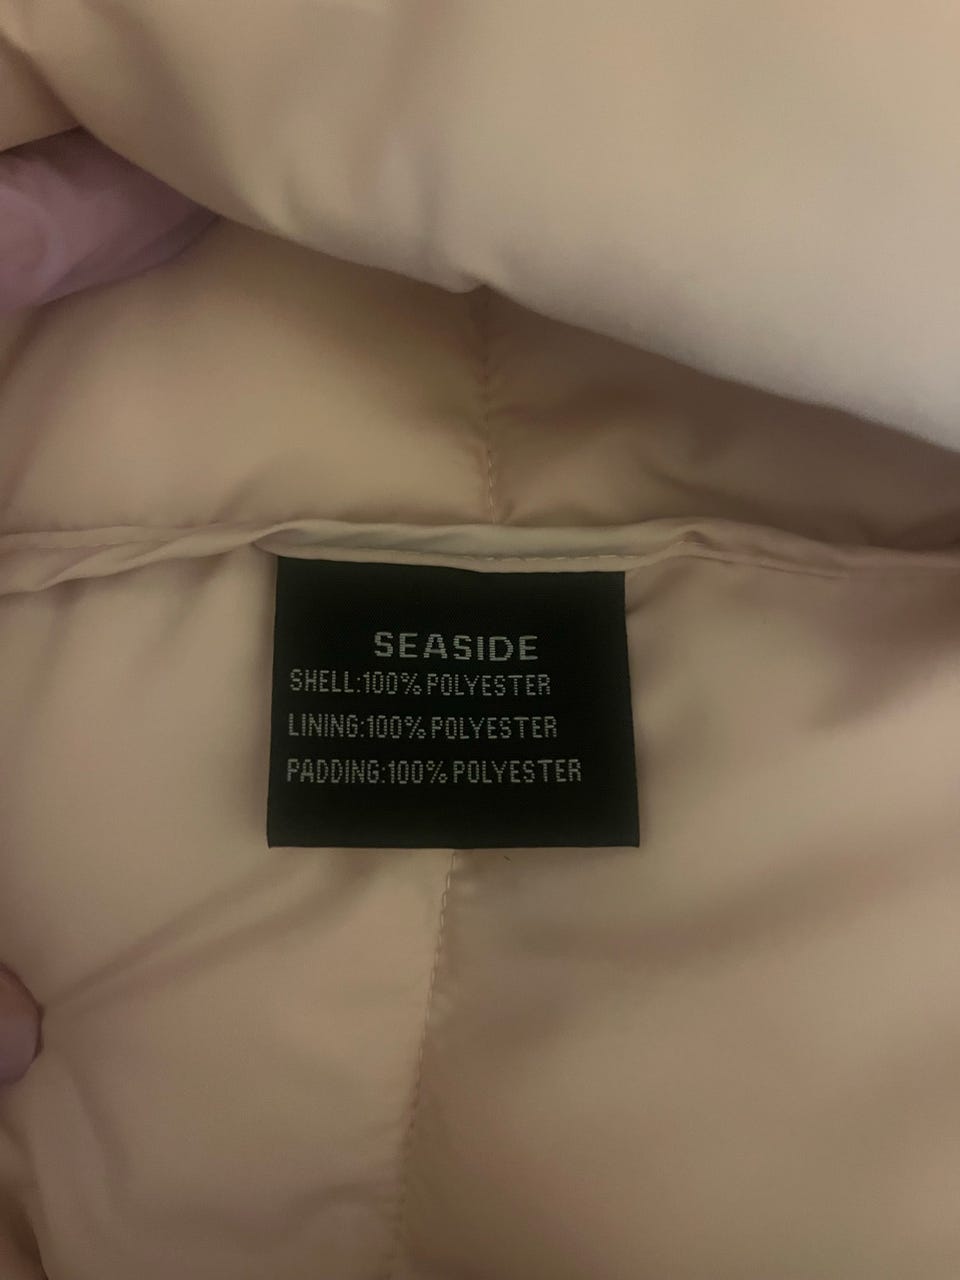 SEASIDE
SHELL:100% POLYESTER
LINING:100% POLYESTER
PADDING:100% POLYESTER